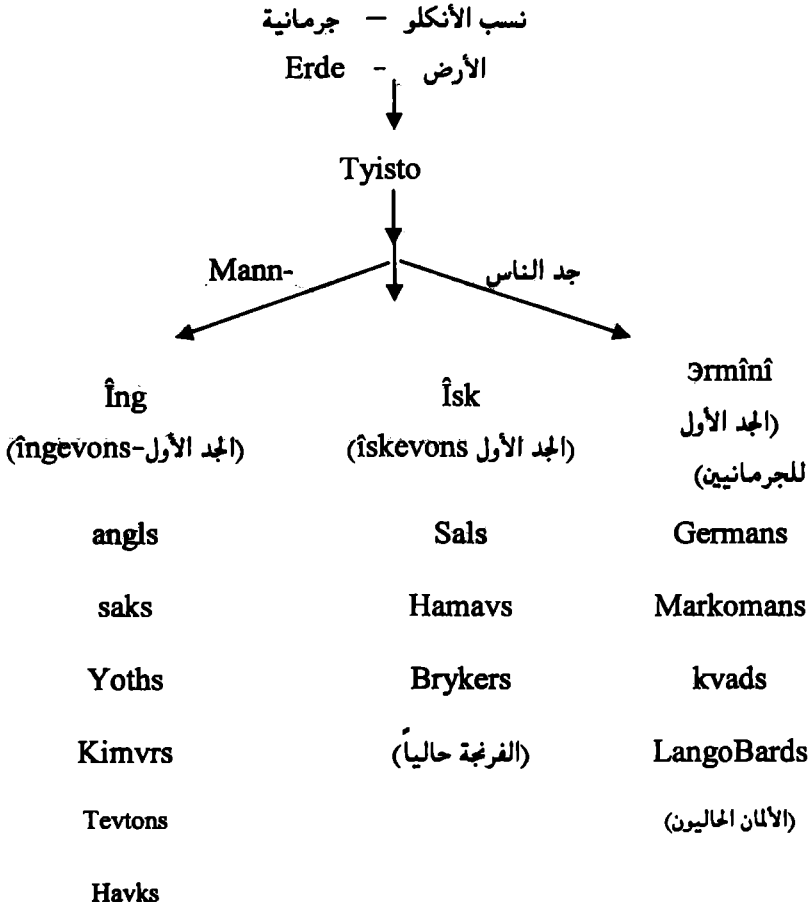 نسب الأنكلو – جرمانية
الأرض - Erde
Tyisto
Mann-
جد الناس
Îng
(الجد الأول-îngevons)
angls
saks
Yoths
Kimvrs
Tevtons
Havks
Îsk
(الجد الأول îskevons)
Sals
Hamavs
Brykers
(الفرنجة حالياً)
Эrmînî
(الجد الأول
للجرمانيين)
Germans
Markomans
kvads
LangoBards
(الألمان الحاليون)